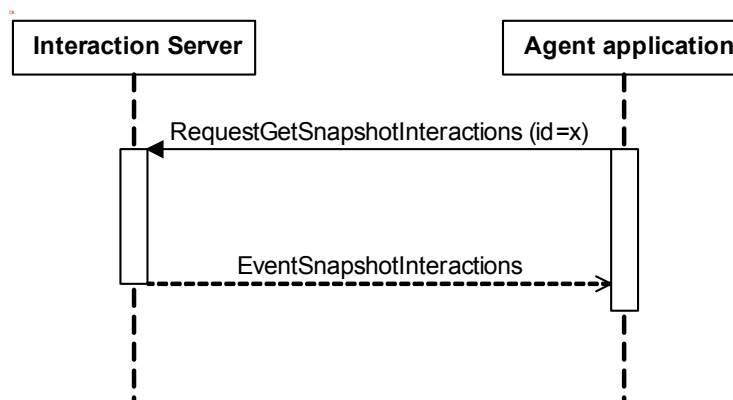 Interaction Server
Agent application
RequestGetSnapshotInteractions (id=x)
EventSnapshotInteractions